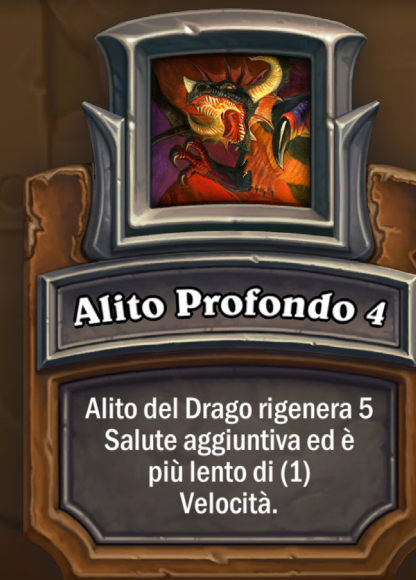 Alito Profondo 4
Alito del Drago rigenera 5
Salute aggiuntiva ed è
più lento di (1)
Velocità.